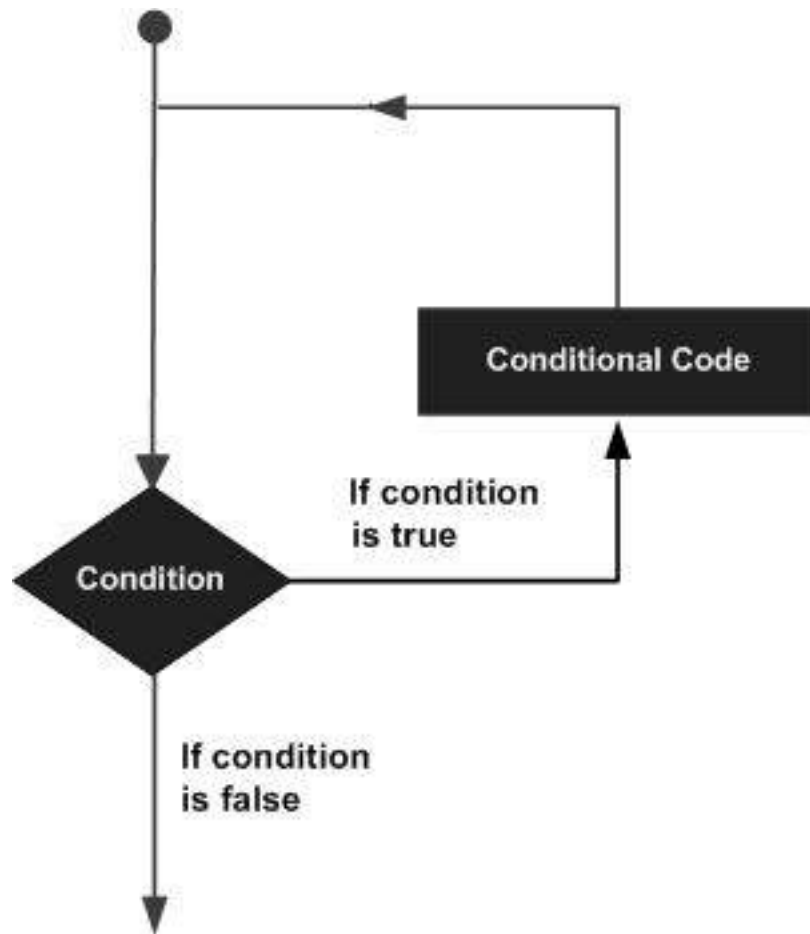 Conditional Code
If condition
is true
Condition
If condition
is false